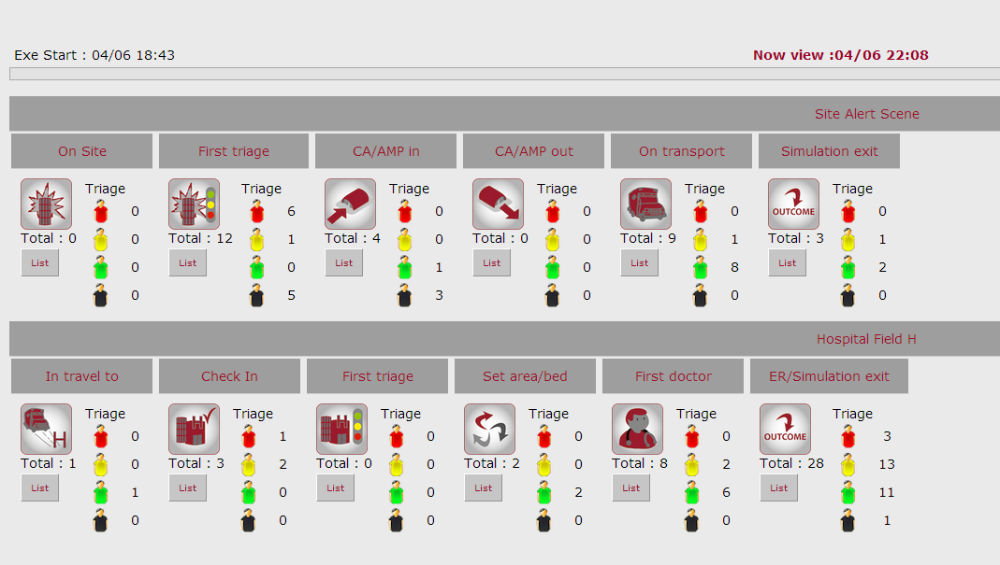 Exe Start : 04/06 18:43
Now view :04/06 22:08
Site Alert Scene
On Site
First triage
CA/AMP in
CA/AMP out
On transport
Simulation exit
Triage
0
Total : 0
0
List
0
0
Triage
6
Total : 12
1
List
0
5
Triage
0
Total : 4
0
List
1
3
Triage
0
Total : 0
0
List
0
0
Triage
0
Total : 9
1
List
8
0
OUTCOME
Triage
0
Total : 3
1
List
2
0
Hospital Field H
In travel to
Check In
First triage
Set area/bed
First doctor
ER/Simulation exit
H
Triage
0
Total : 1
0
List
1
0
Triage
1
Total : 3
2
List
0
0
Triage
0
Total : 0
0
List
0
0
Triage
0
Total : 2
0
List
2
0
Triage
0
Total : 8
2
List
6
0
OUTCOME
Triage
3
Total : 28
13
List
11
1